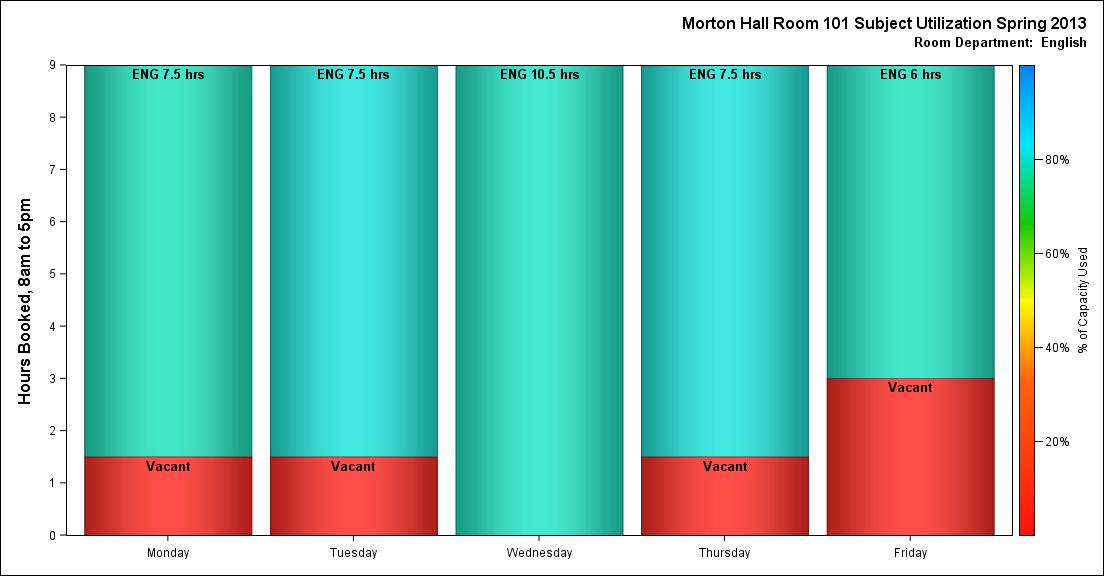 Morton Hall Room 101 Subject Utilization Spring 2013
Room Department:  English
Hours Booked, 8am to 5pm
9
8
7
6
5
4
3
2
1
0
ENG 7.5 hrs
ENG 7.5 hrs
ENG 10.5 hrs
ENG 7.5 hrs
ENG 6 hrs
Vacant
Vacant
Vacant
Vacant
Monday
Tuesday
Wednesday
Thursday
Friday
80%
60%
40%
20%
% of Capacity Used